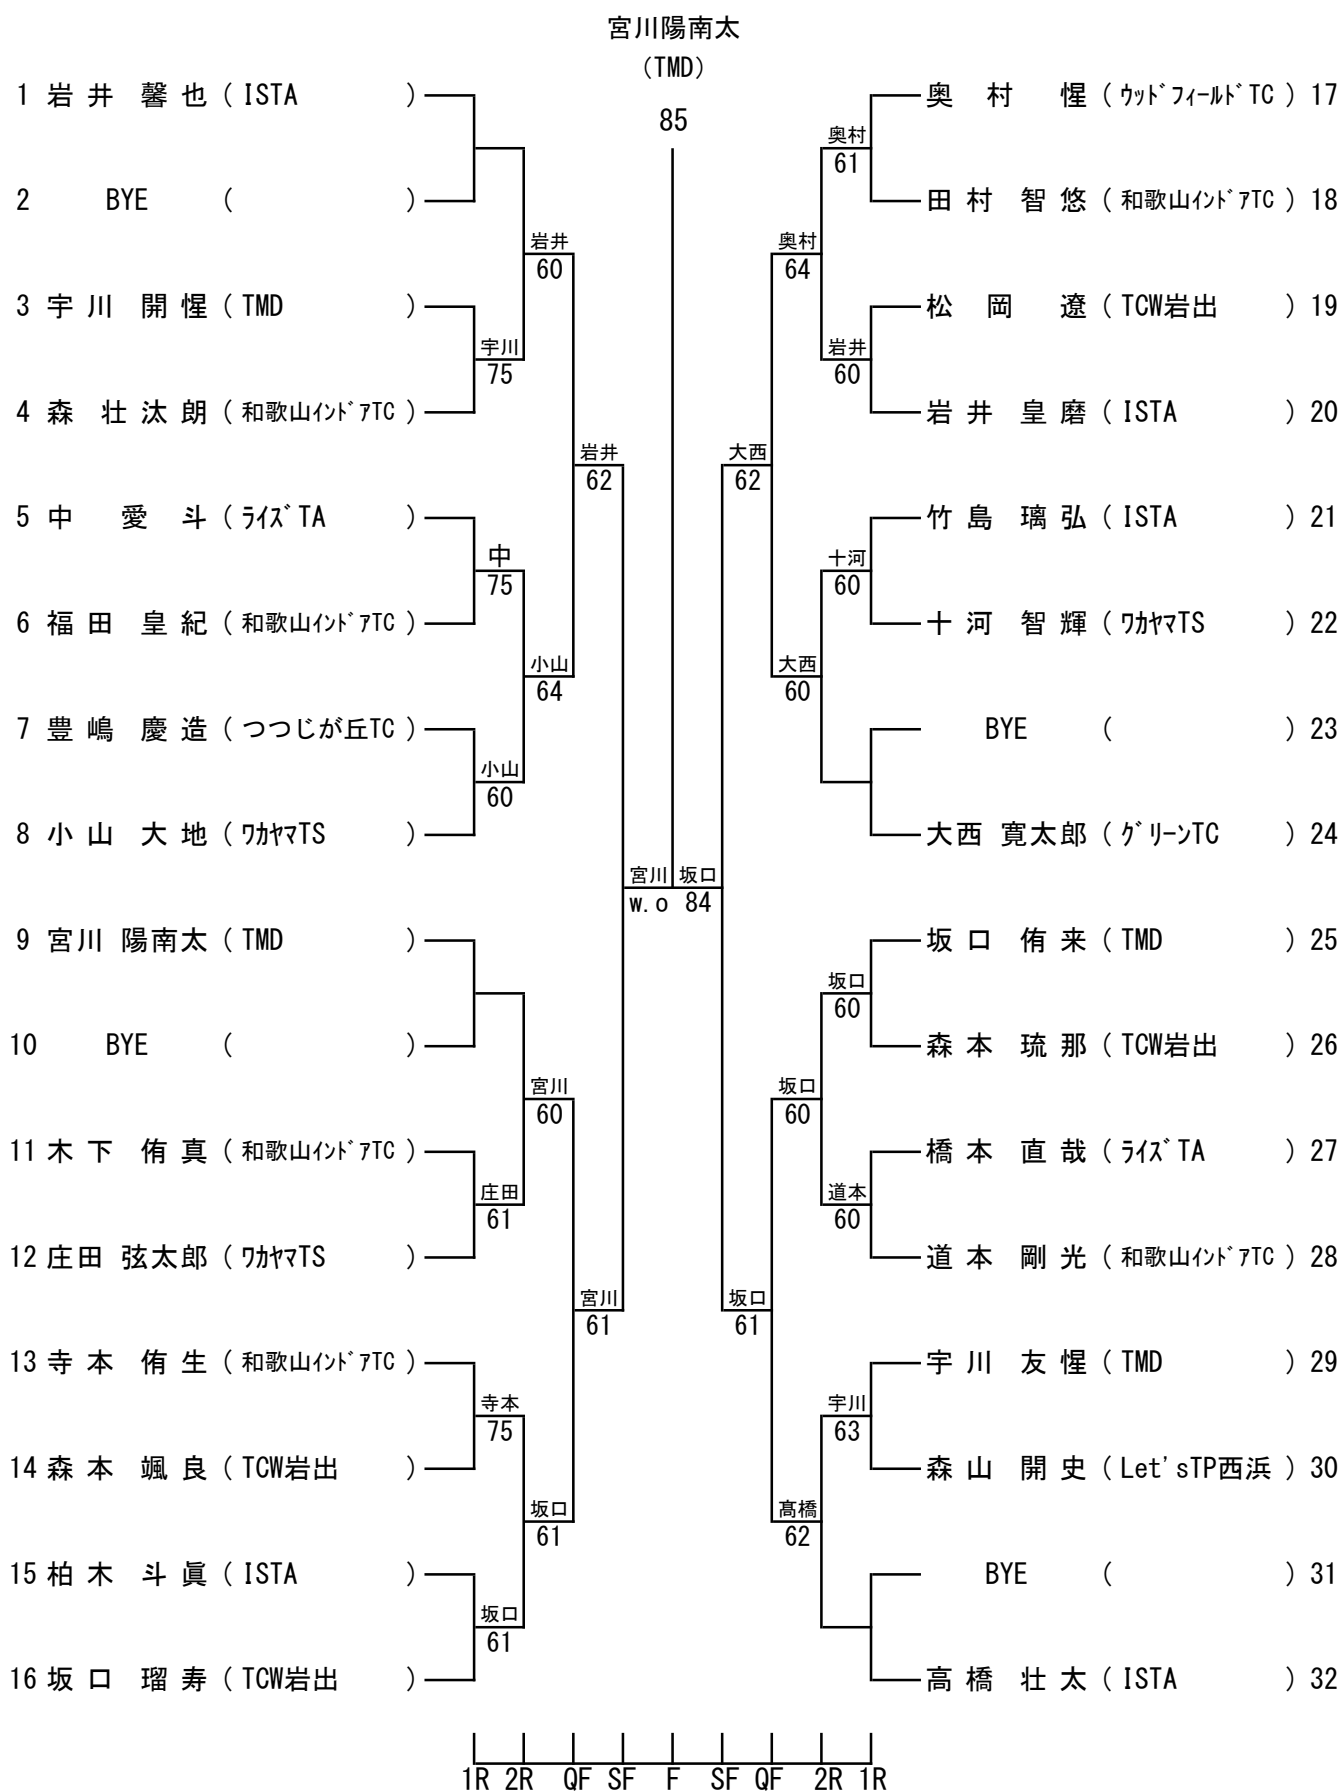 宮川陽南太
(TMD)
85
1 岩井 馨也 ( ISTA )
2 BYE ( )
岩井
60
3 宇川 開惺 ( TMD )
宇川
75
4 森 壮汰朗 ( 和歌山ｲﾝﾄﾞｱTC )
岩井
62
5 中 愛斗 ( ﾗｲｽﾞTA )
中
75
6 福田 皇紀 ( 和歌山ｲﾝﾄﾞｱTC )
小山
64
7 豊嶋 慶造 ( つつじが丘TC )
小山
60
8 小山 大地 ( ﾜｶﾔﾏTS )
宮川
w.o
9 宮川 陽南太 ( TMD )
10 BYE ( )
宮川
60
11 木下 侑真 ( 和歌山ｲﾝﾄﾞｱTC )
庄田
61
12 庄田 弦太郎 ( ﾜｶﾔﾏTS )
宮川
61
13 寺本 侑生 ( 和歌山ｲﾝﾄﾞｱTC )
寺本
75
14 森本 颯良 ( TCW岩出 )
坂口
61
15 柏木 斗眞 ( ISTA )
坂口
61
16 坂口 瑠寿 ( TCW岩出 )
奥村 惺 ( ｳｯﾄﾞﾌｨｰﾙﾄﾞTC ) 17
奥村
61
田村 智悠 ( 和歌山ｲﾝﾄﾞｱTC ) 18
奥村
64
松岡 遼 ( TCW岩出 ) 19
岩井
60
岩井 皇磨 ( ISTA ) 20
大西
62
竹島 璃弘 ( ISTA ) 21
十河
60
十河 智輝 ( ﾜｶﾔﾏTS ) 22
大西
60
BYE ( ) 23
大西 寛太郎 ( ｸﾞﾘｰﾝTC ) 24
坂口
84
坂口 侑来 ( TMD ) 25
坂口
60
森本 琉那 ( TCW岩出 ) 26
坂口
60
橋本 直哉 ( ﾗｲｽﾞTA ) 27
道本
60
道本 剛光 ( 和歌山ｲﾝﾄﾞｱTC ) 28
坂口
61
宇川 友惺 ( TMD ) 29
宇川
63
森山 開史 ( Let'sTP西浜 ) 30
髙橋
62
BYE ( ) 31
高橋 壮太 ( ISTA ) 32
1R 2R QF SF F SF QF 2R 1R